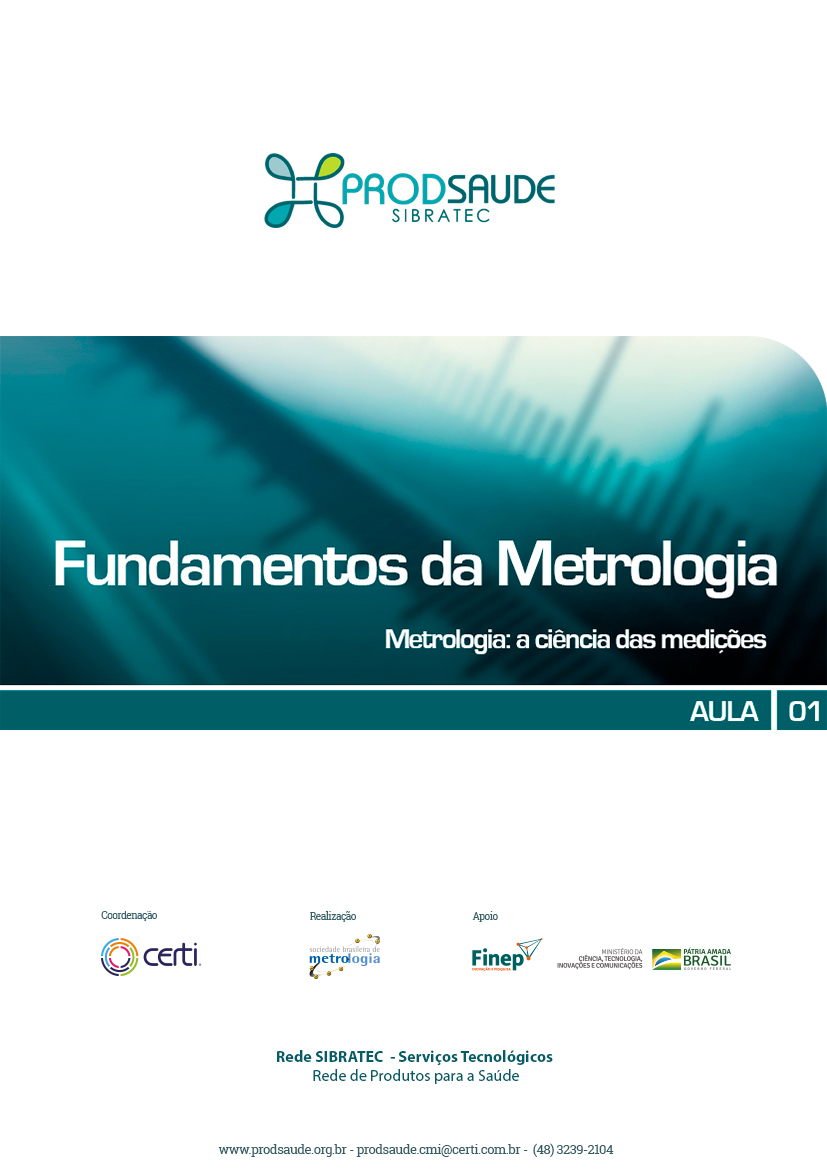 PRODSAUDE
SIBRATEC
Fundamentos da Metrologia
Metrologia: a ciência das medições
AULA 01
Coordenação
Realização
Apoio
certi
sociedade brasileira de
metrologia
Finep
INOVAÇÃO E PESQUISA
MINISTÉRIO DA
CIÊNCIA, TECNOLOGIA,
INOVAÇÕES E COMUNICAÇÕES
PÁTRIA AMADA
BRASIL
GOVERNO FEDERAL
Rede SIBRATEC - Serviços Tecnológicos
Rede de Produtos para a Saúde
www.prodsaude.org.br - prodsaude.cmi@certi.com.br - (48) 3239-2104